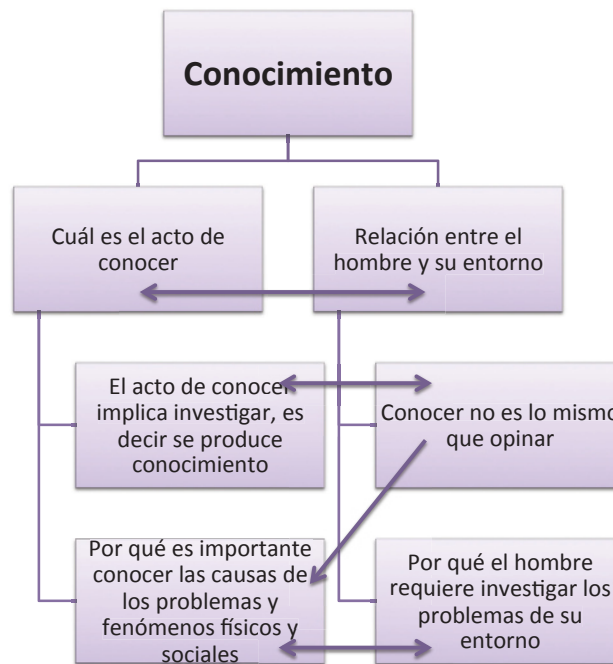 Conocimiento
Cuál es el acto de
conocer
Relación entre el
hombre y su entorno
El acto de conocer
implica investigar, es
decir se produce
conocimiento
Conocer no es lo mismo
que opinar
Por qué es importante
conocer las causas de
los problemas y
fenómenos físicos y
sociales
Por qué el hombre
requiere investigar los
problemas de su
entorno